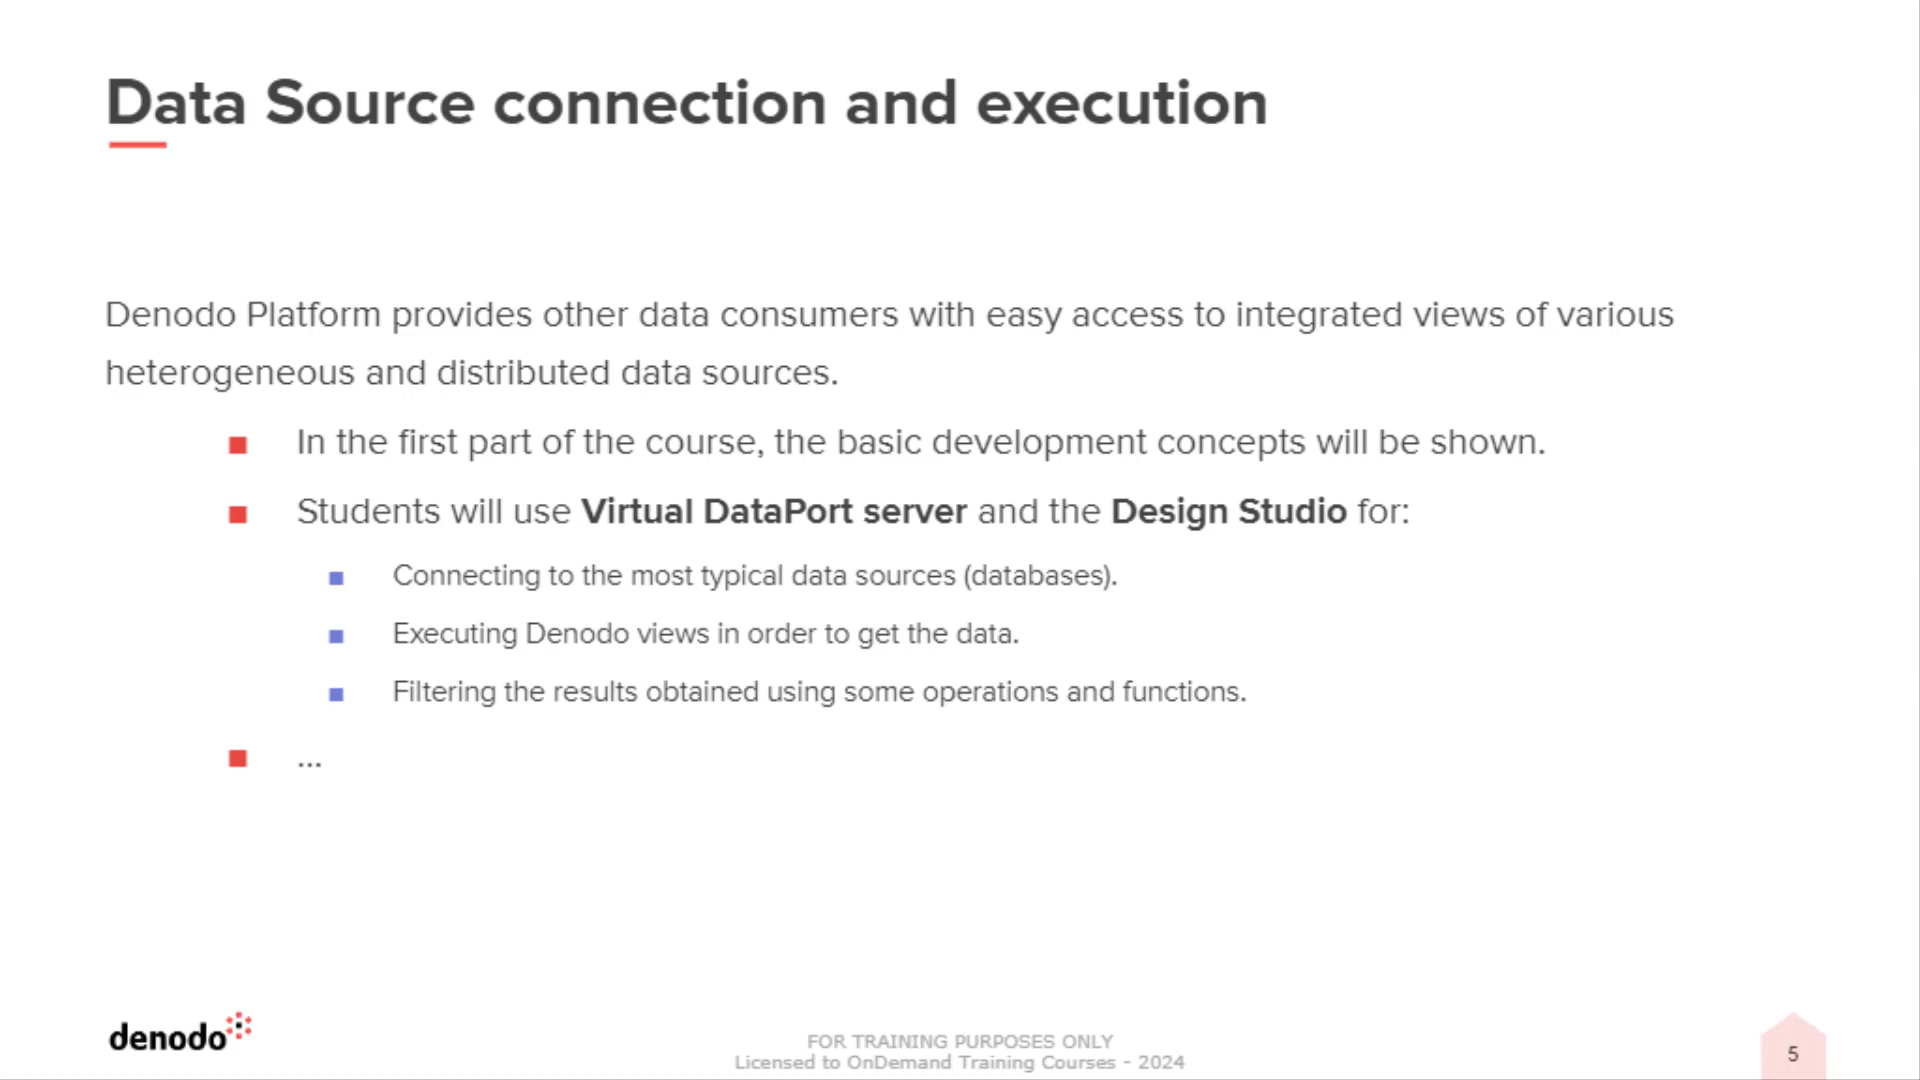 Data Source connection and execution
Denodo Platform provides other data consumers with easy access to integrated views of various
heterogeneous and distributed data sources.
In the first part of the course, the basic development concepts will be shown.
Students will use Virtual DataPort server and the Design Studio for:
Connecting to the most typical data sources (databases).
Executing Denodo views in order to get the data.
Filtering the results obtained using some operations and functions.
...
denodo
FOR TRAINING PURPOSES ONLY
Licensed to OnDemand Training Courses - 2024
5